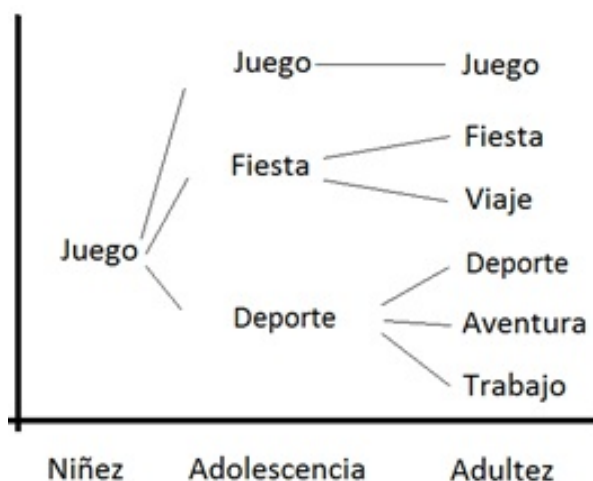 Juego Juego
Fiesta
Fiesta
Viaje
Juego
Deporte
Deporte
Aventura
Trabajo
Niñez Adolescencia Adultez